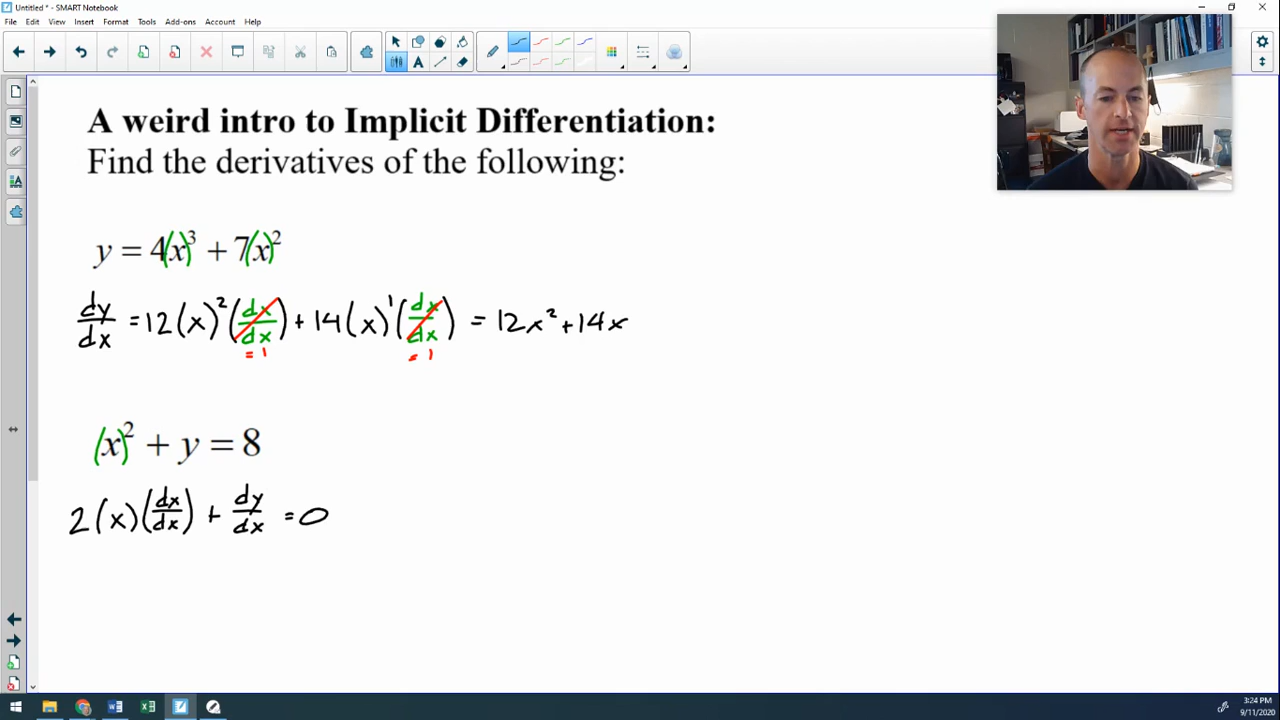 Untitled * - SMART Notebook
File Edit View Insert Format Tools Add-ons Account Help
A weird intro to Implicit Differentiation:
Find the derivatives of the following:
y = 4(x)³ + 7(x)²
dy/dx = 12(x)²(dx/dx) + 14(x)¹(dx/dx) = 12x² + 14x
= 1 = 1
(x)² + y = 8
2(x)(dx/dx) + dy/dx = 0
3:24 PM
9/11/2020